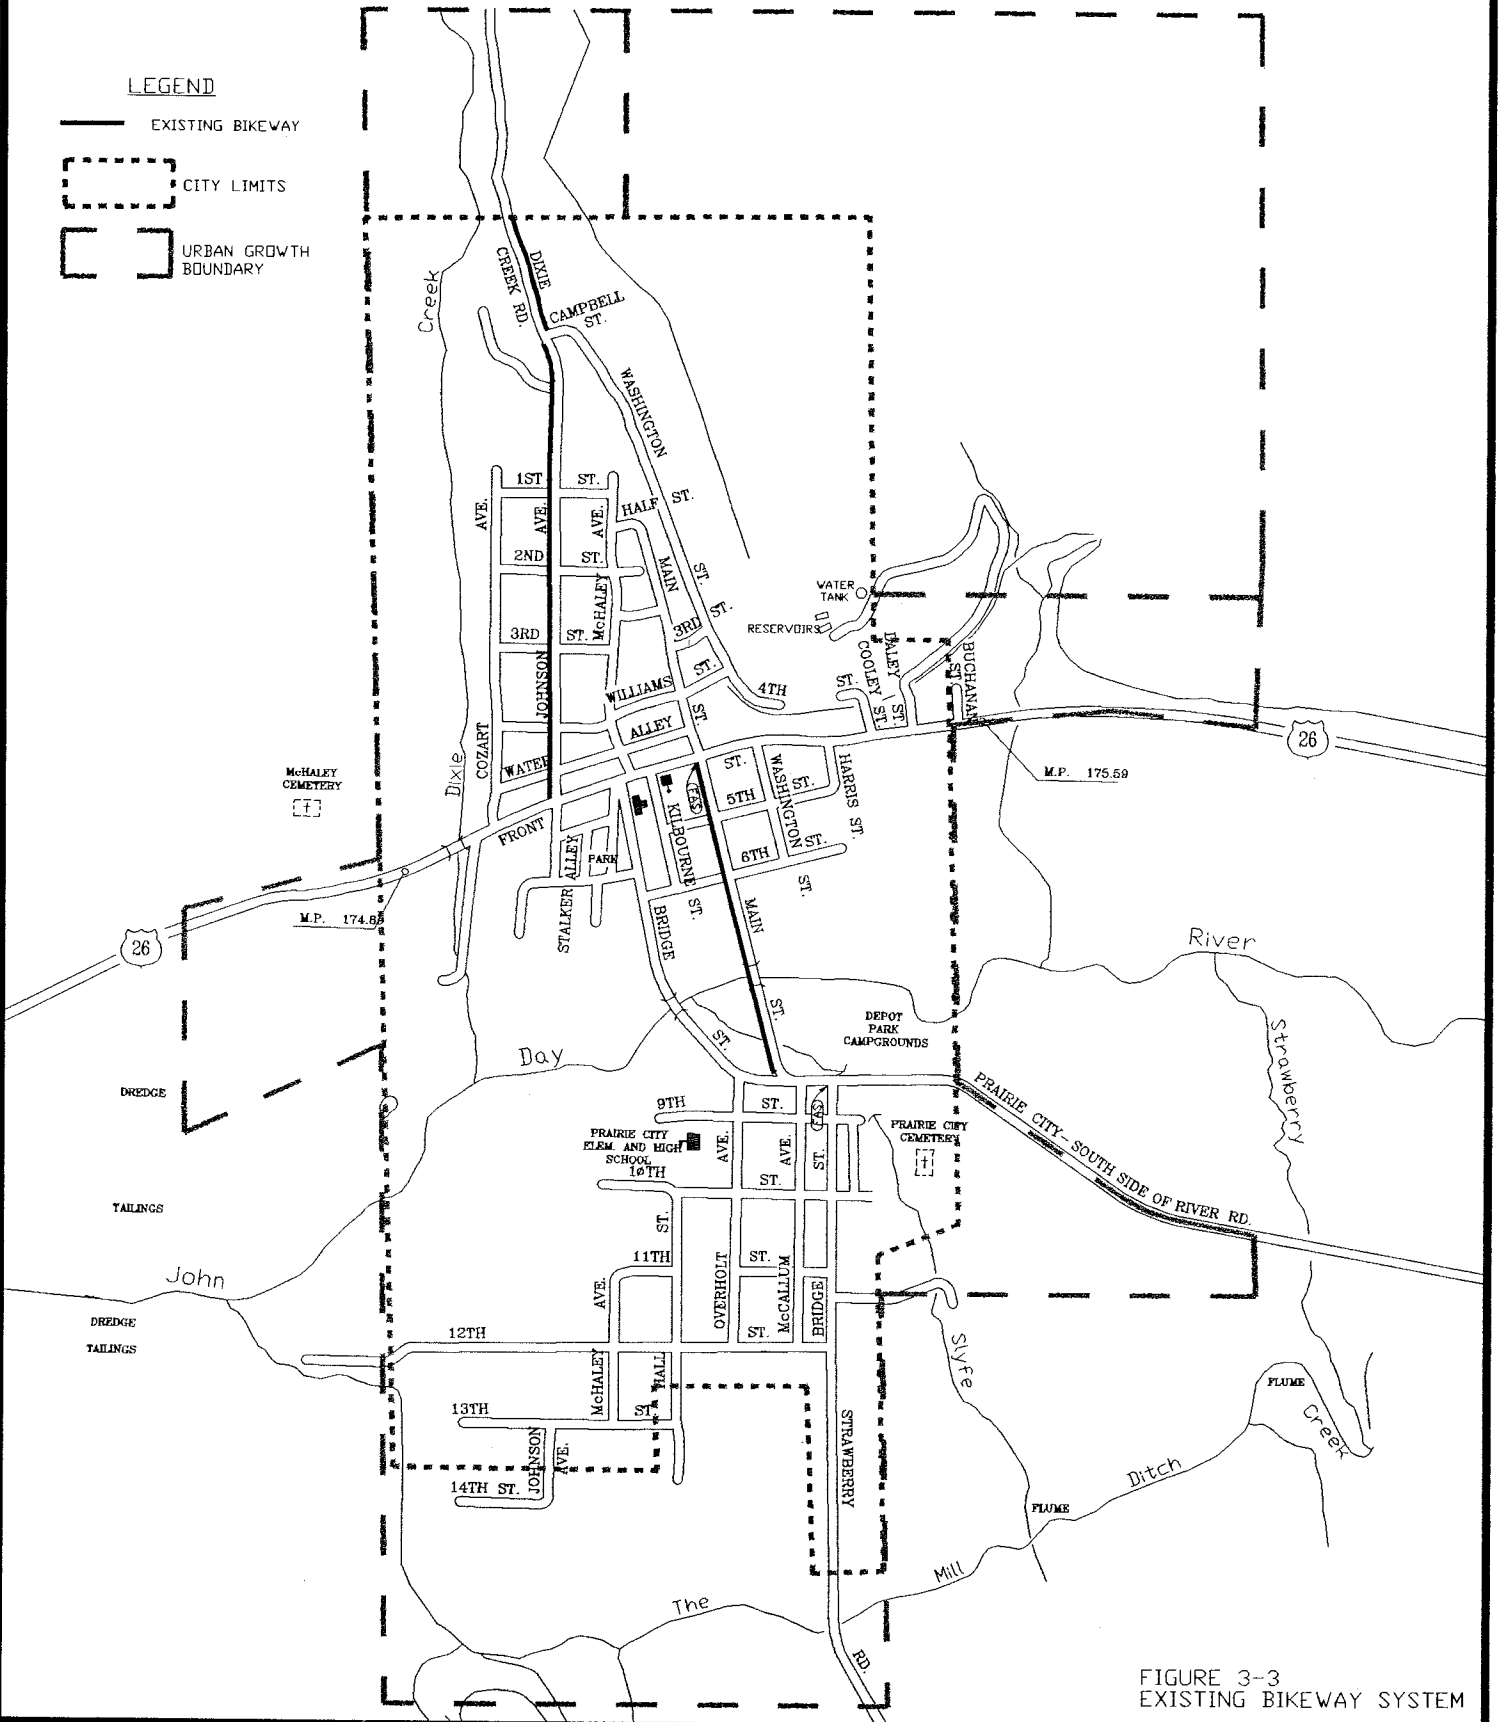 LEGEND
EXISTING BIKEWAY
CITY LIMITS
URBAN GROWTH
BOUNDARY
Creek
DIXIE
CREEK RD.
CAMPBELL
ST.
WASHINGTON
ST.
1ST ST.
AVE.
AVE.
AVE.
HALF ST.
2ND ST.
MAIN
ST.
McHALEY
3RD ST.
3RD ST.
JOHNSON
WILLIAMS ST.
4TH
ST.
WATER
TANK
RESERVOIRS
COOLEY ST.
DALEY ST.
BUCHANAN
ST.
ALLEY
WATER
COZART
Dixie
McHALEY
CEMETERY
26
M.P. 175.59
FRONT
ST.
FAS
KILBOURNE ST.
5TH ST.
WASHINGTON
ST.
HARRIS ST.
6TH ST.
PARK
STALKER ALLEY
M.P. 174.85
26
BRIDGE
ST.
MAIN
ST.
River
Strawberry
Day
DEPOT
PARK
CAMPGROUNDS
DREDGE
TAILINGS
PRAIRIE CITY- SOUTH SIDE OF RIVER RD.
9TH ST.
FAS
PRAIRIE CITY
ELEM. AND HIGH
SCHOOL
AVE.
AVE.
ST.
PRAIRIE CITY
CEMETERY
10TH ST.
ST.
11TH ST.
AVE.
OVERHOLT
McCALLUM
BRIDGE
John
DREDGE
TAILINGS
12TH ST.
McHALEY
HALL
Slyfe
FLUME
Creek
13TH ST.
JOHNSON
AVE.
14TH ST.
STRAWBERRY
Ditch
FLUME
Mill
The
RD.
FIGURE 3-3
EXISTING BIKEWAY SYSTEM